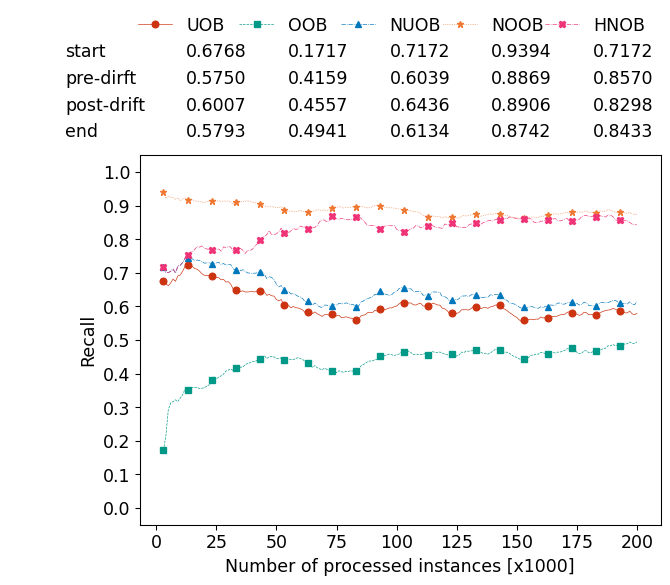 UOB OOB NUOB NOOB HNOB
start 0.6768 0.1717 0.7172 0.9394 0.7172
pre-dirft 0.5750 0.4159 0.6039 0.8869 0.8570
post-drift 0.6007 0.4557 0.6436 0.8906 0.8298
end 0.5793 0.4941 0.6134 0.8742 0.8433
1.0
0.9
0.8
0.7
0.6
0.5
0.4
0.3
0.2
0.1
0.0
Recall
0 25 50 75 100 125 150 175 200
Number of processed instances [x1000]